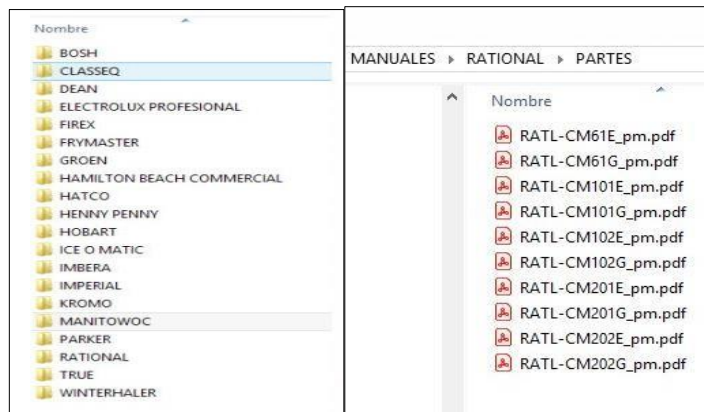 Nombre
BOSH
CLASSEQ
DEAN
ELECTROLUX PROFESIONAL
FIREX
FRYMASTER
GROEN
HAMILTON BEACH COMMERCIAL
HATCO
HENNY PENNY
HOBART
ICE O MATIC
IMBERA
IMPERIAL
KROMO
MANITOWOC
PARKER
RATIONAL
TRUE
WINTERHALER
MANUALES ▸ RATIONAL ▸ PARTES
Nombre
RATL-CM61E_pm.pdf
RATL-CM61G_pm.pdf
RATL-CM101E_pm.pdf
RATL-CM101G_pm.pdf
RATL-CM102E_pm.pdf
RATL-CM102G_pm.pdf
RATL-CM201E_pm.pdf
RATL-CM201G_pm.pdf
RATL-CM202E_pm.pdf
RATL-CM202G_pm.pdf